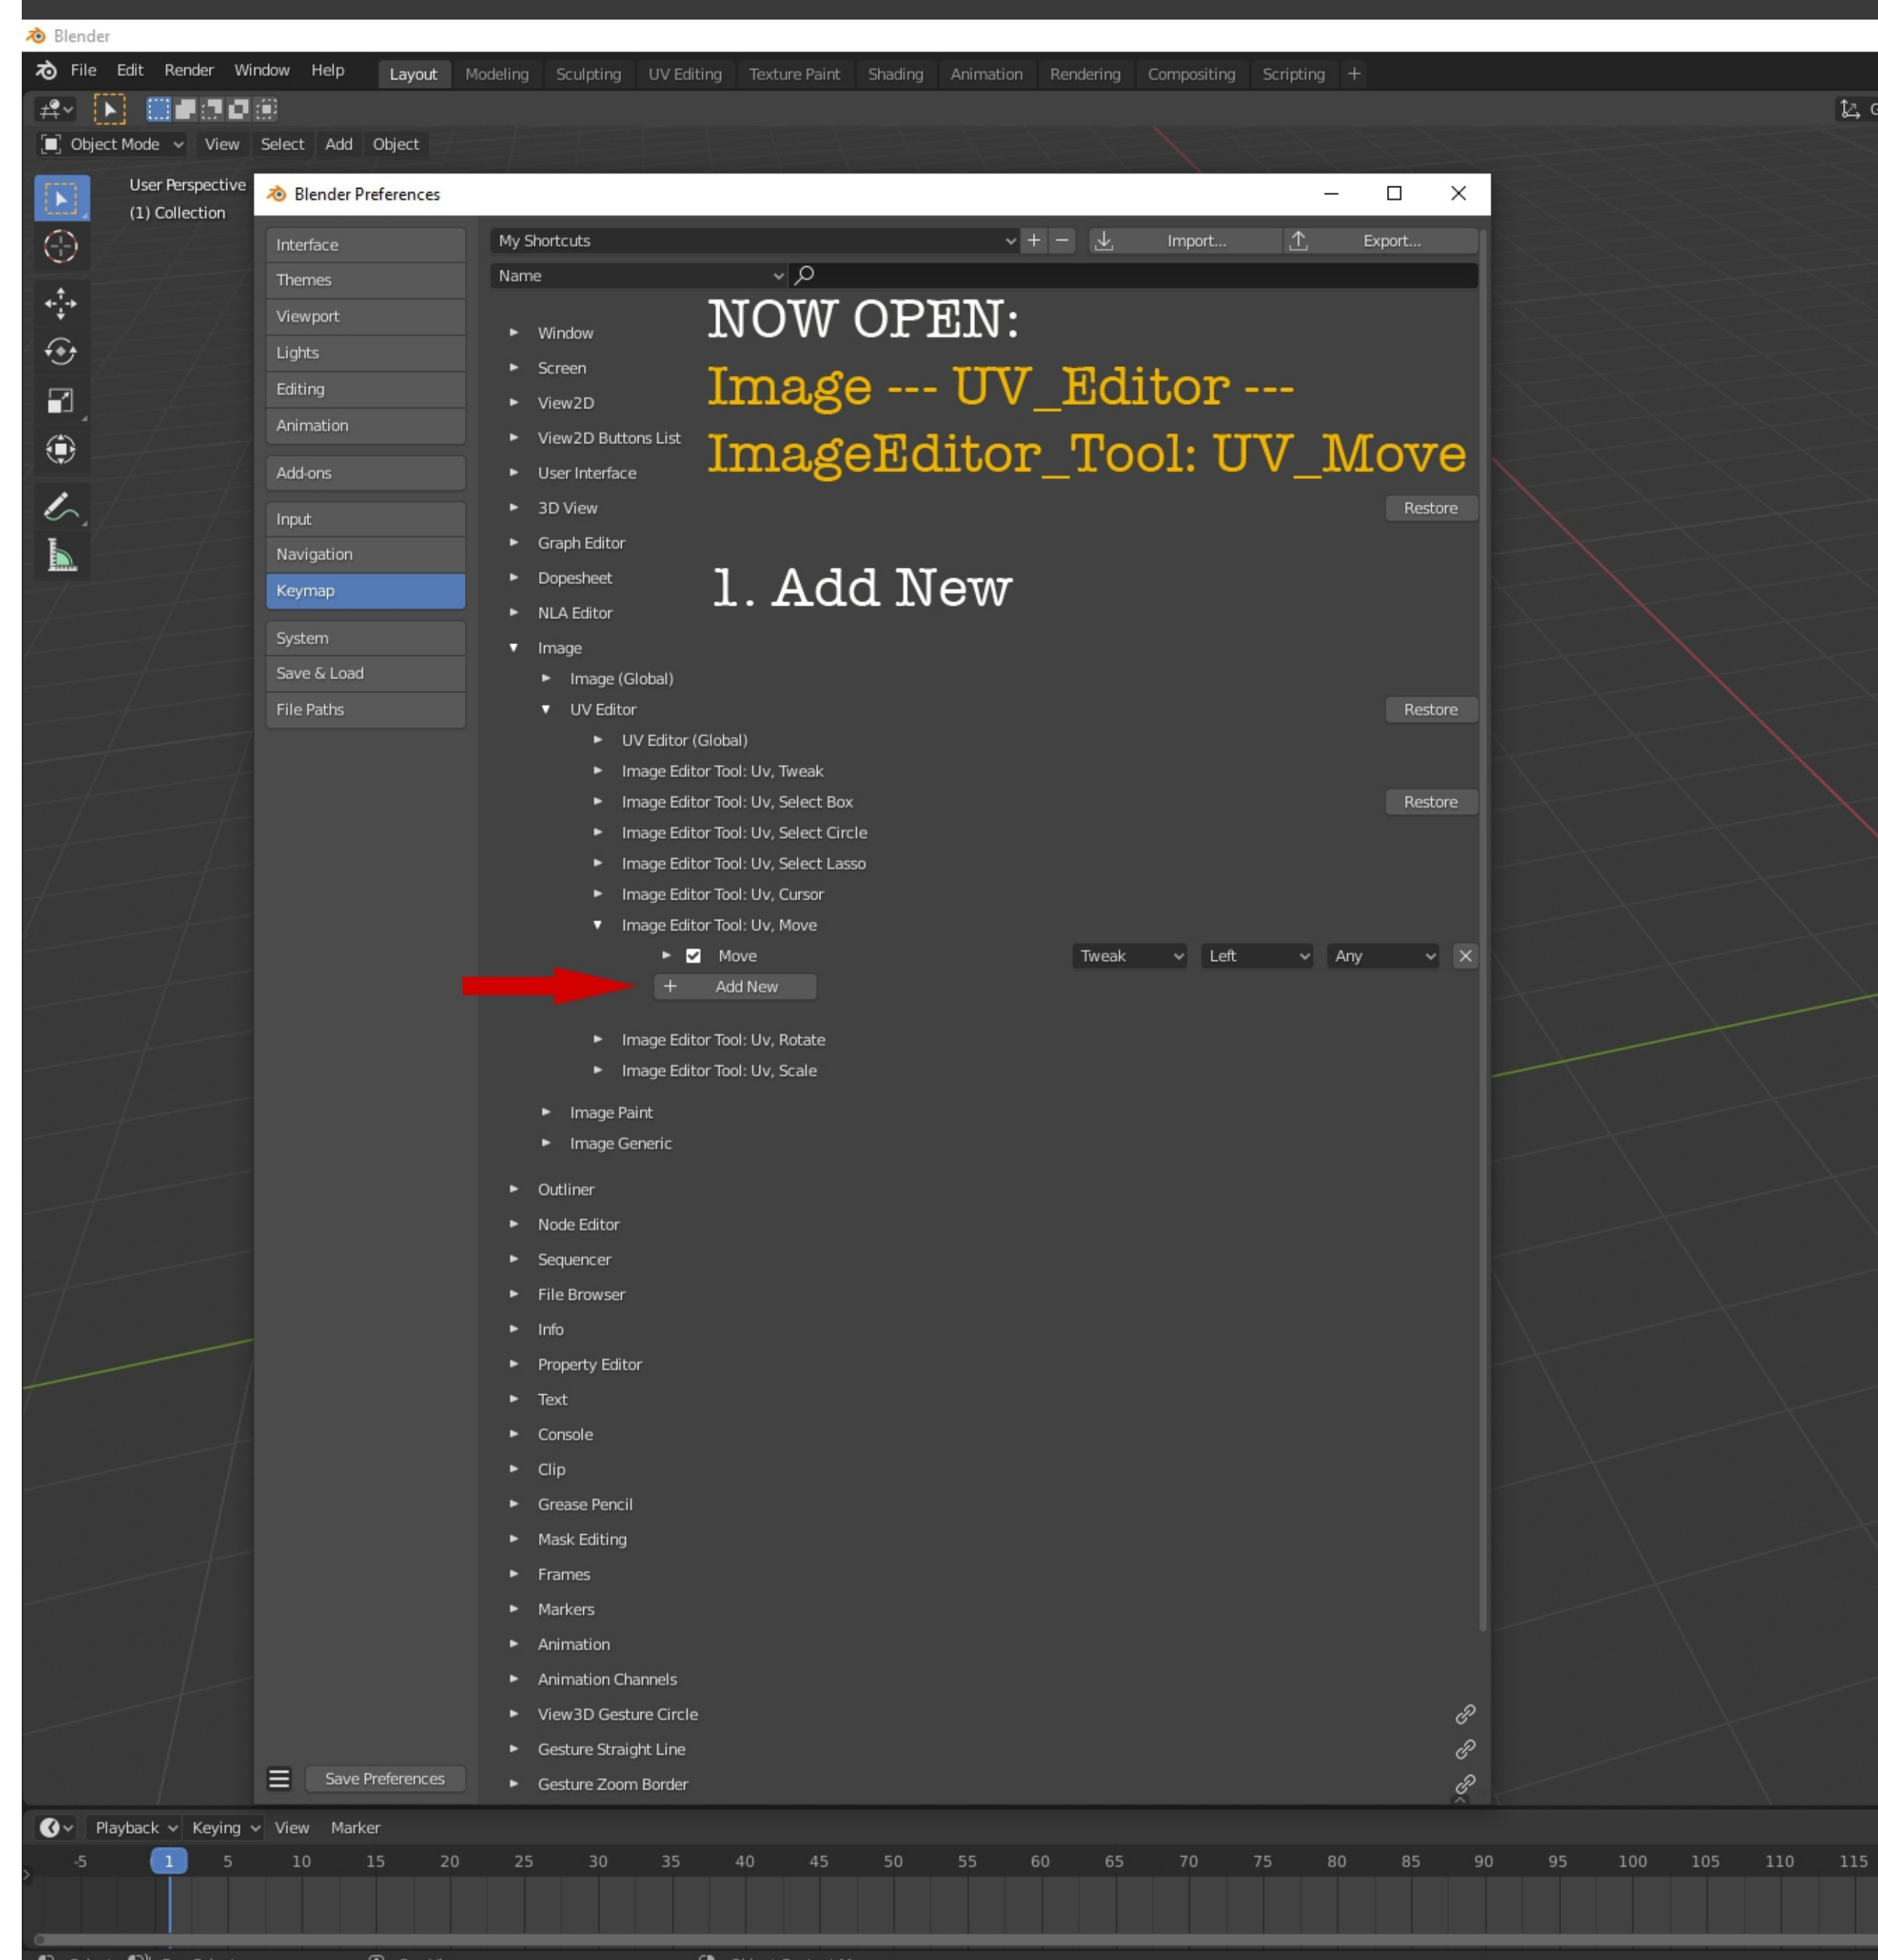 Blender
File Edit Render Window Help Layout Modeling Sculpting UV Editing Texture Paint Shading Animation Rendering Compositing Scripting +
Object Mode View Select Add Object
User Perspective
(1) Collection
Blender Preferences
Interface
Themes
Viewport
Lights
Editing
Animation
Add-ons
Input
Navigation
Keymap
System
Save & Load
File Paths
Save Preferences
My Shortcuts + − Import... Export...
Name
NOW OPEN:
Image --- UV_Editor ---
ImageEditor_Tool: UV_Move
1. Add New
Window
Screen
View2D
View2D Buttons List
User Interface
3D View Restore
Graph Editor
Dopesheet
NLA Editor
Image
Image (Global)
UV Editor Restore
UV Editor (Global)
Image Editor Tool: Uv, Tweak
Image Editor Tool: Uv, Select Box Restore
Image Editor Tool: Uv, Select Circle
Image Editor Tool: Uv, Select Lasso
Image Editor Tool: Uv, Cursor
Image Editor Tool: Uv, Move
Move Tweak Left Any
+ Add New
Image Editor Tool: Uv, Rotate
Image Editor Tool: Uv, Scale
Image Paint
Image Generic
Outliner
Node Editor
Sequencer
File Browser
Info
Property Editor
Text
Console
Clip
Grease Pencil
Mask Editing
Frames
Markers
Animation
Animation Channels
View3D Gesture Circle
Gesture Straight Line
Gesture Zoom Border
Playback Keying View Marker
-5 1 5 10 15 20 25 30 35 40 45 50 55 60 65 70 75 80 85 90 95 100 105 110 115